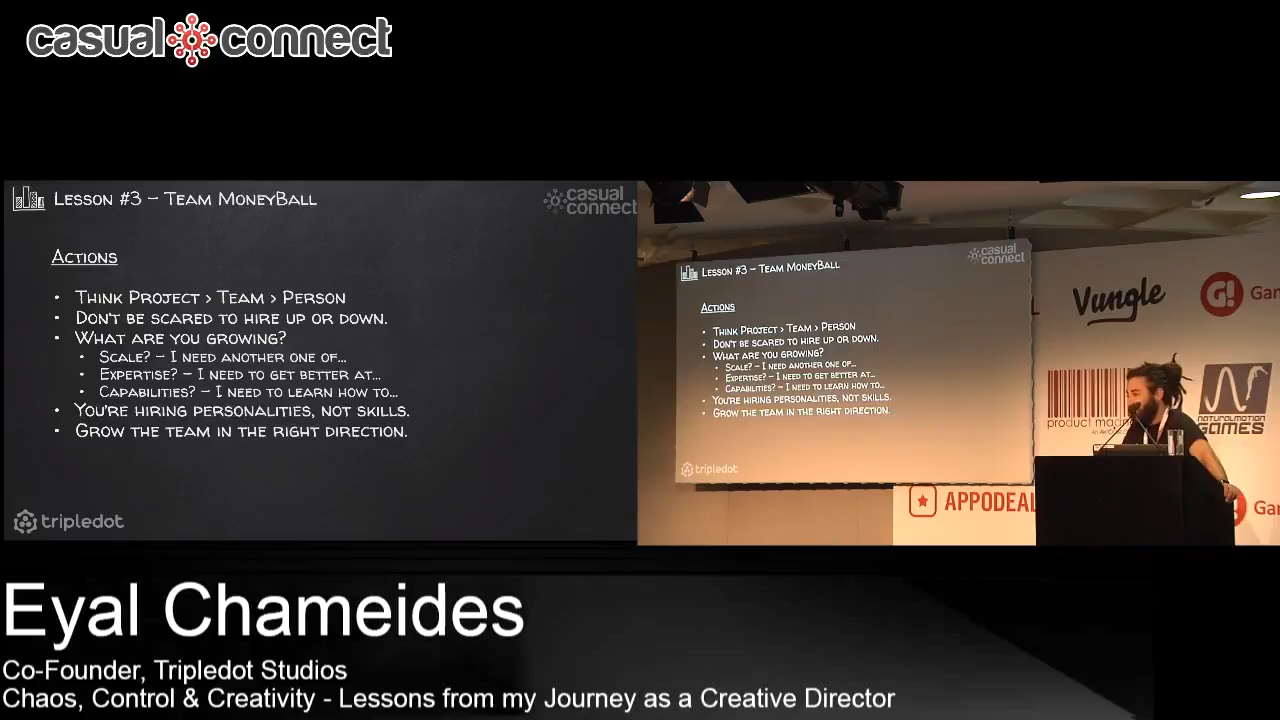 casual connect
Lesson #3 – Team MoneyBall
casual
connect
Actions
• Think Project > Team > Person
• Don't be scared to hire up or down.
• What are you growing?
• Scale? – I need another one of...
• Expertise? – I need to get better at...
• Capabilities? – I need to learn how to...
• You're hiring personalities, not skills.
• Grow the team in the right direction.
tripledot
Lesson #3 – Team MoneyBall
casual
connect
Actions
• Think Project > Team > Person
• Don't be scared to hire up or down.
• What are you growing?
• Scale? – I need another one of...
• Expertise? – I need to get better at...
• Capabilities? – I need to learn how to...
• You're hiring personalities, not skills.
• Grow the team in the right direction.
tripledot
Vungle
G! Gam
product
naturalmotion
GAMES
APPODEAL
Ga
Eyal Chameides
Co-Founder, Tripledot Studios
Chaos, Control & Creativity - Lessons from my Journey as a Creative Director